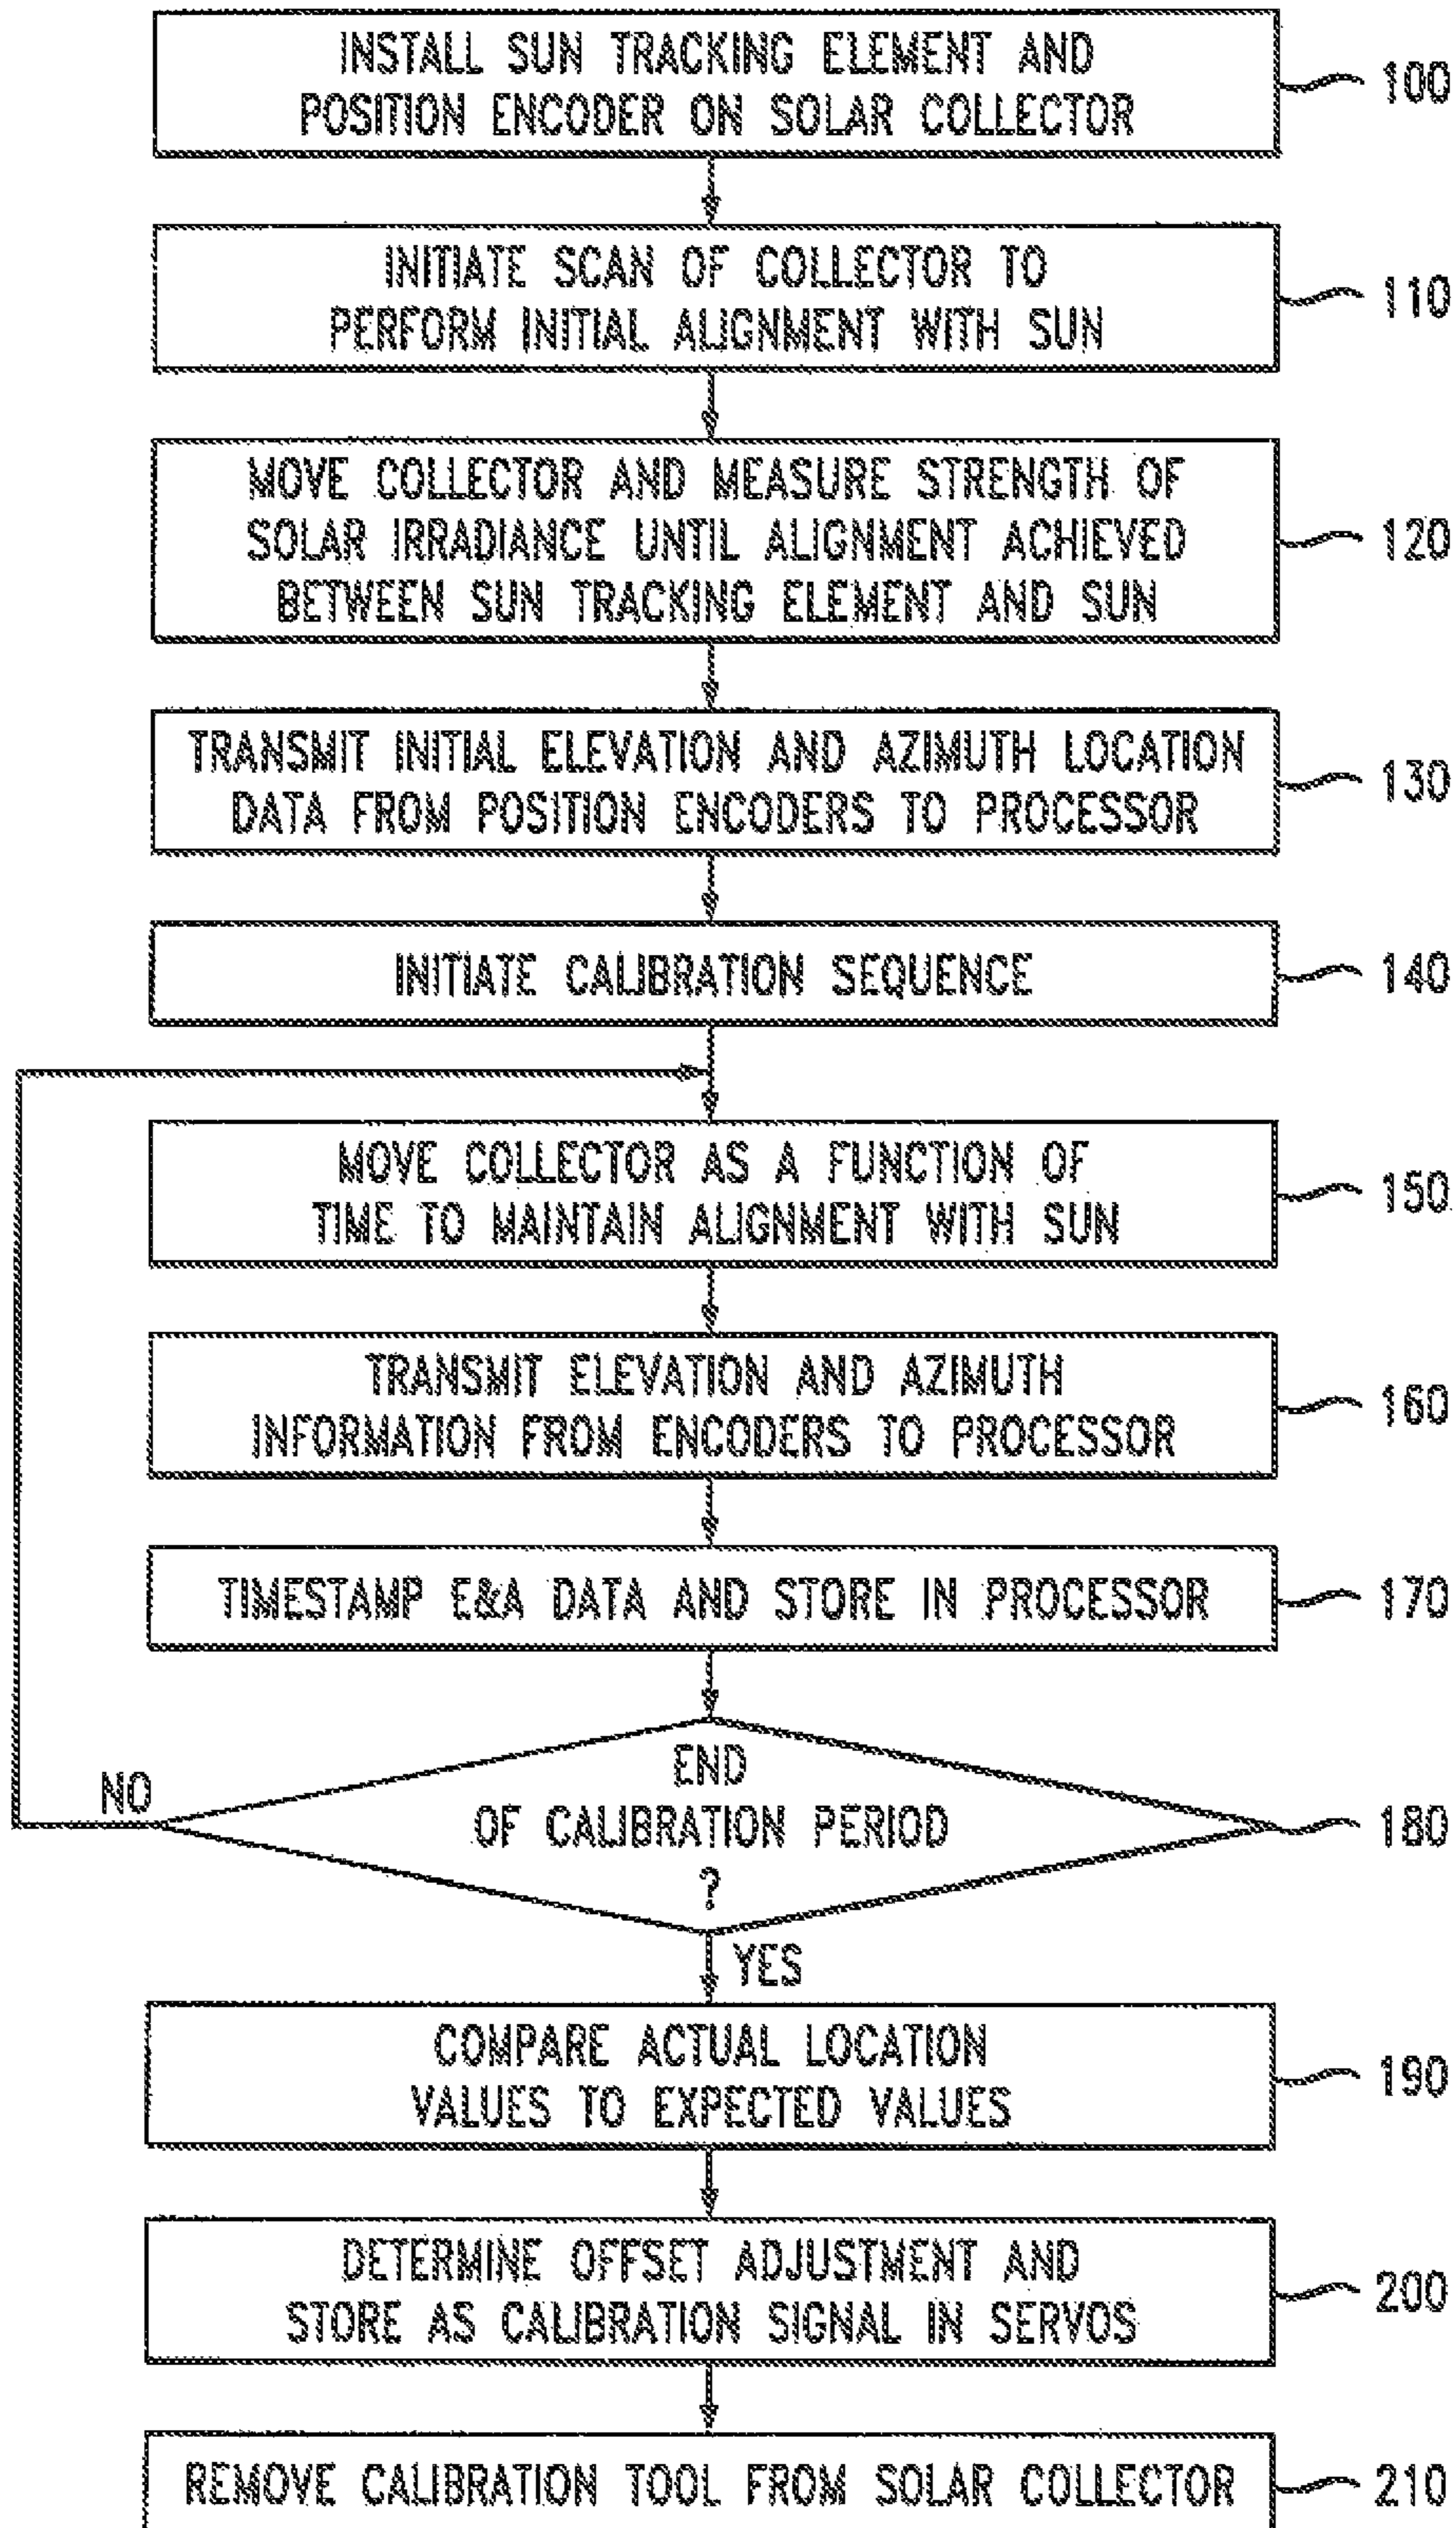 INSTALL SUN TRACKING ELEMENT AND
POSITION ENCODER ON SOLAR COLLECTOR
100
INITIATE SCAN OF COLLECTOR TO
PERFORM INITIAL ALIGNMENT WITH SUN
110
MOVE COLLECTOR AND MEASURE STRENGTH OF
SOLAR IRRADIANCE UNTIL ALIGNMENT ACHIEVED
BETWEEN SUN TRACKING ELEMENT AND SUN
120
TRANSMIT INITIAL ELEVATION AND AZIMUTH LOCATION
DATA FROM POSITION ENCODERS TO PROCESSOR
130
INITIATE CALIBRATION SEQUENCE
140
MOVE COLLECTOR AS A FUNCTION OF
TIME TO MAINTAIN ALIGNMENT WITH SUN
150
TRANSMIT ELEVATION AND AZIMUTH
INFORMATION FROM ENCODERS TO PROCESSOR
160
TIMESTAMP E&A DATA AND STORE IN PROCESSOR
170
END
OF CALIBRATION PERIOD
?
180
NO
YES
COMPARE ACTUAL LOCATION
VALUES TO EXPECTED VALUES
190
DETERMINE OFFSET ADJUSTMENT AND
STORE AS CALIBRATION SIGNAL IN SERVOS
200
REMOVE CALIBRATION TOOL FROM SOLAR COLLECTOR
210